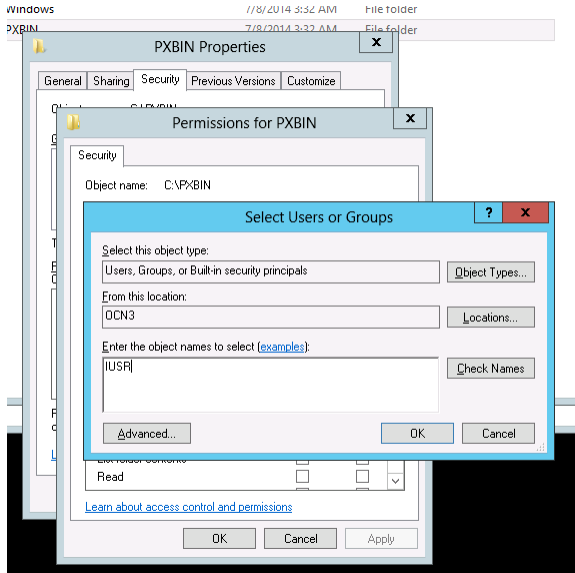 Windows 7/8/2014 3:32 AM File folder
PXBIN 7/8/2014 3:32 AM File folder
PXBIN Properties x
General Sharing Security Previous Versions Customize
Permissions for PXBIN x
Security
Object name: C:\PXBIN
Select Users or Groups ? x
Select this object type:
Users, Groups, or Built-in security principals Object Types...
From this location:
OCN3 Locations...
Enter the object names to select (examples):
IUSR Check Names
Advanced... OK Cancel
Read
Learn about access control and permissions
OK Cancel Apply